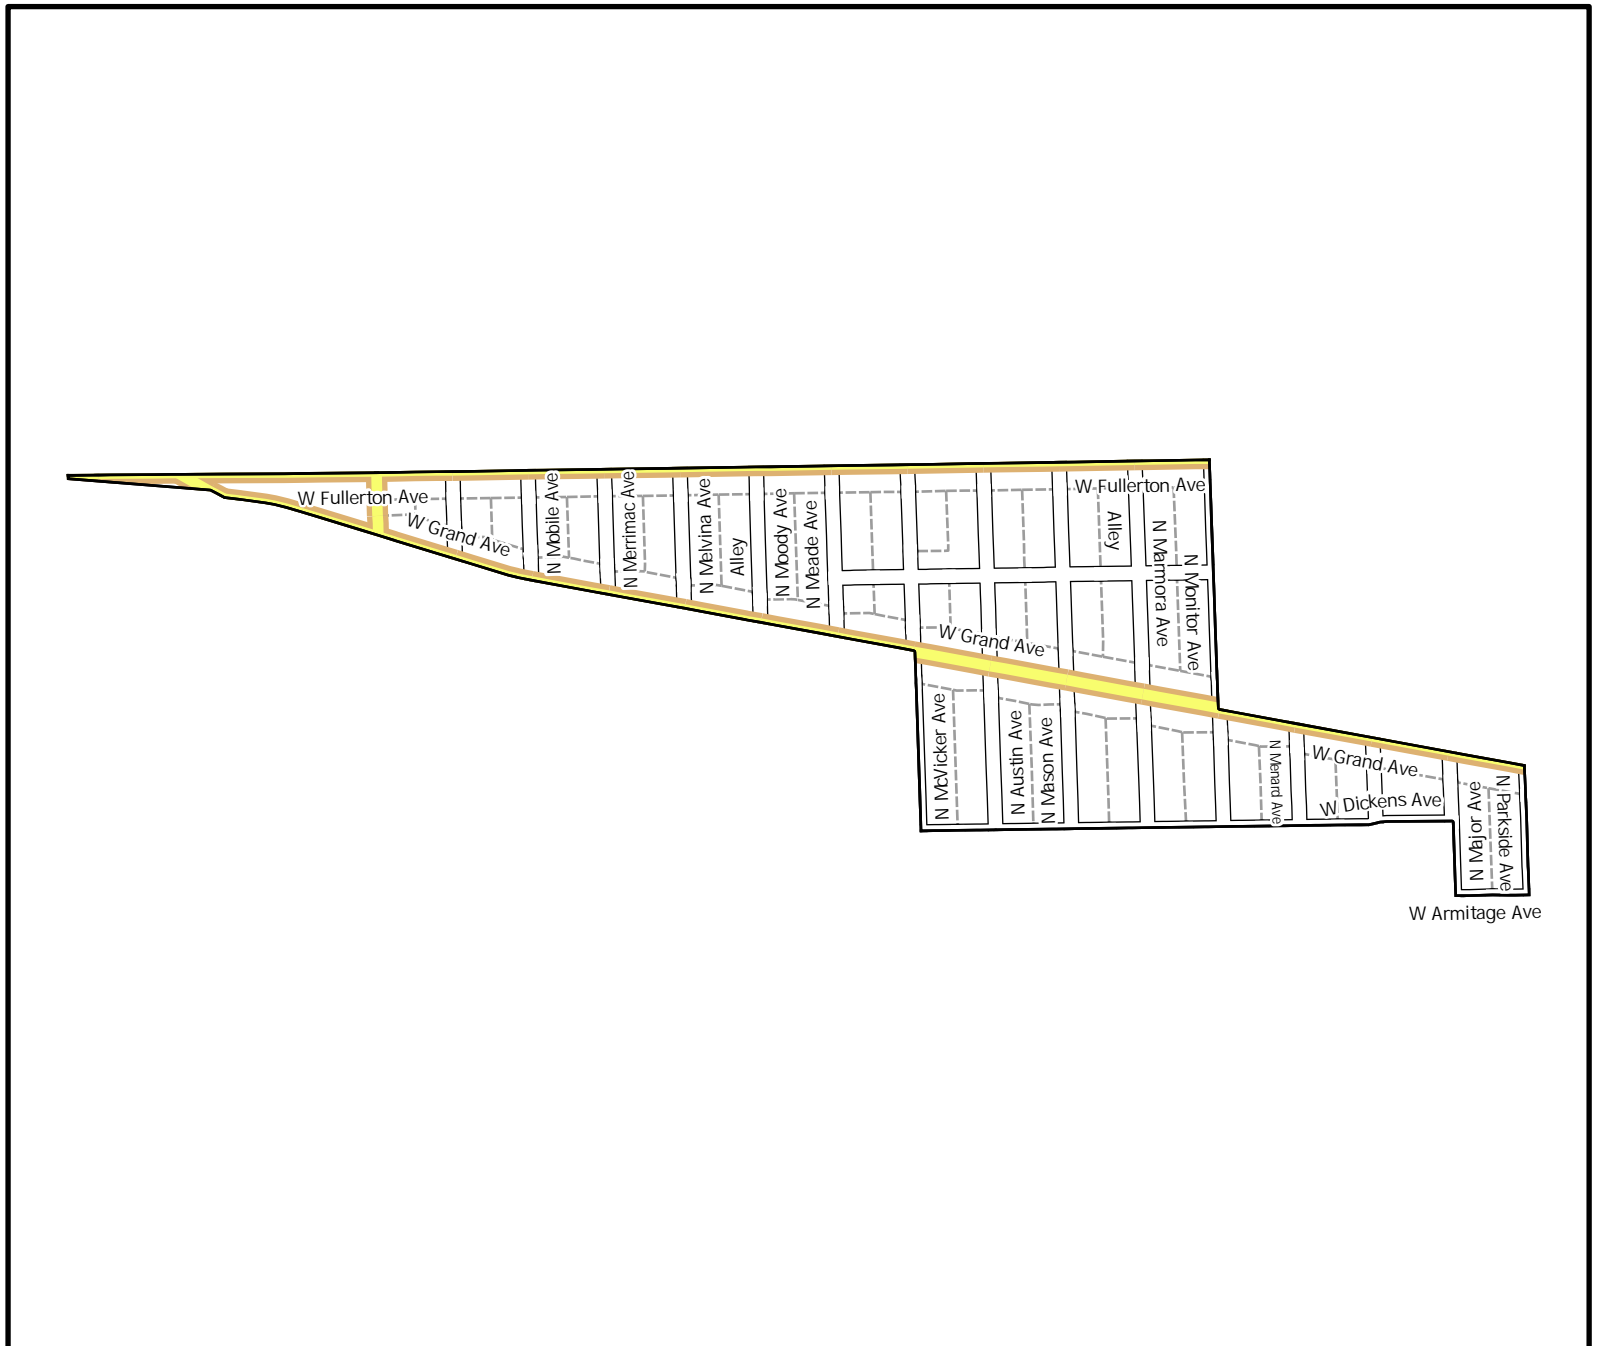 W Fullerton Ave
W Fullerton Ave
W Grand Ave
N Mobile Ave
N Merrimac Ave
N Melvina Ave
Alley
N Moody Ave
N Meade Ave
Alley
N Marmora Ave
N Monitor Ave
W Grand Ave
N McVicker Ave
N Austin Ave
N Mason Ave
N Menard Ave
W Grand Ave
W Dickens Ave
N Major Ave
N Parkside Ave
W Armitage Ave